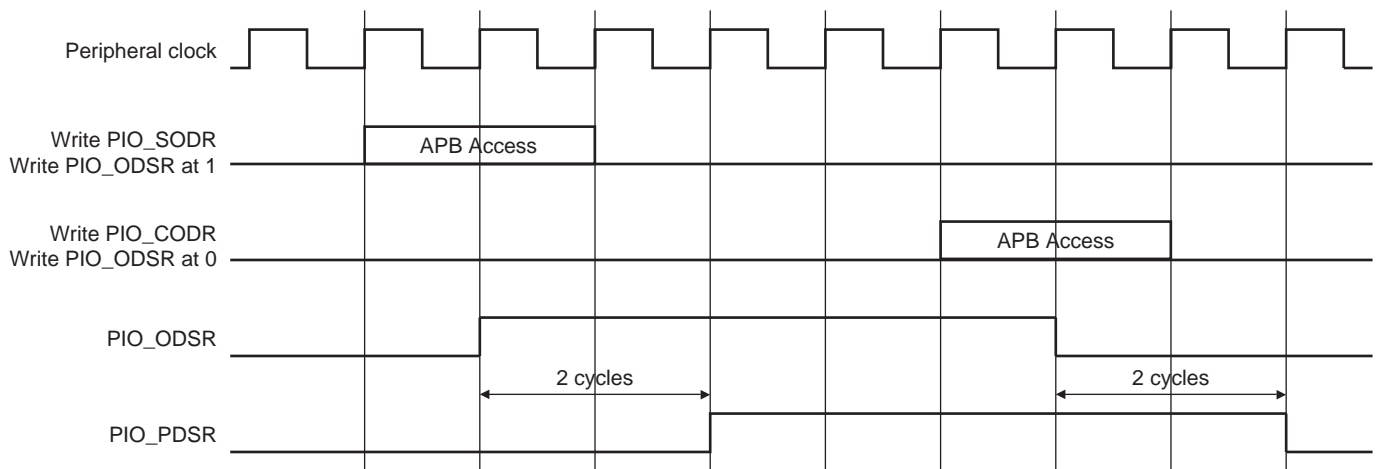 Peripheral clock
Write PIO_SODR
Write PIO_ODSR at 1
APB Access
Write PIO_CODR
Write PIO_ODSR at 0
APB Access
PIO_ODSR
2 cycles
2 cycles
PIO_PDSR